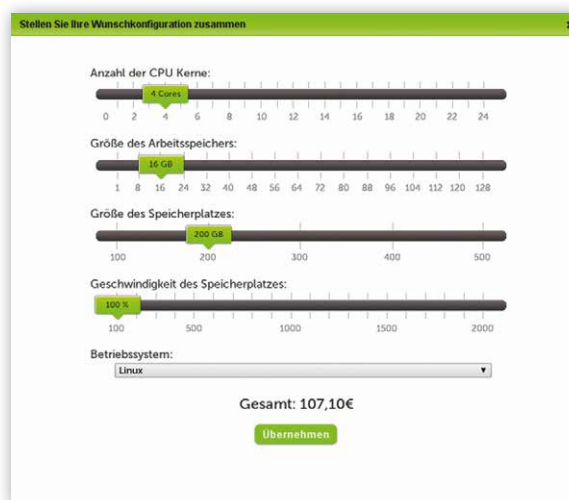 Stellen Sie Ihre Wunschkonfiguration zusammen
Anzahl der CPU Kerne:
4 Cores
0 2 4 6 8 10 12 14 16 18 20 22 24
Größe des Arbeitsspeichers:
16 GB
1 8 16 24 32 40 48 56 64 72 80 88 96 104 112 120 128
Größe des Speicherplatzes:
200 GB
100 200 300 400 500
Geschwindigkeit des Speicherplatzes:
100 %
100 500 1000 1500 2000
Betriebssystem:
Linux
Gesamt: 107,10€
Übernehmen